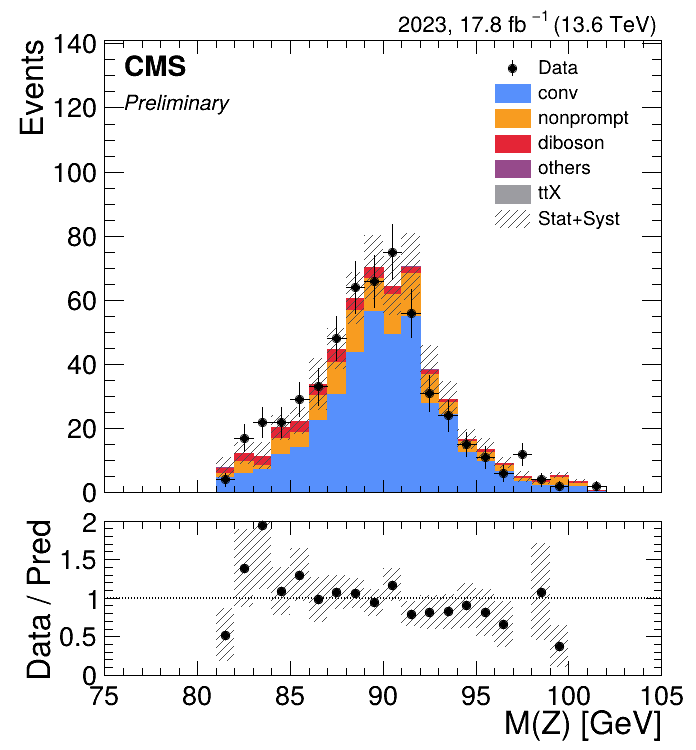 2023, 17.8 fb⁻¹ (13.6 TeV)
Events
140
120
100
80
60
40
20
0
CMS
Preliminary
Data
conv
nonprompt
diboson
others
ttX
Stat+Syst
Data / Pred
2
1.5
1
0.5
0
75 80 85 90 95 100 105
M(Z) [GeV]